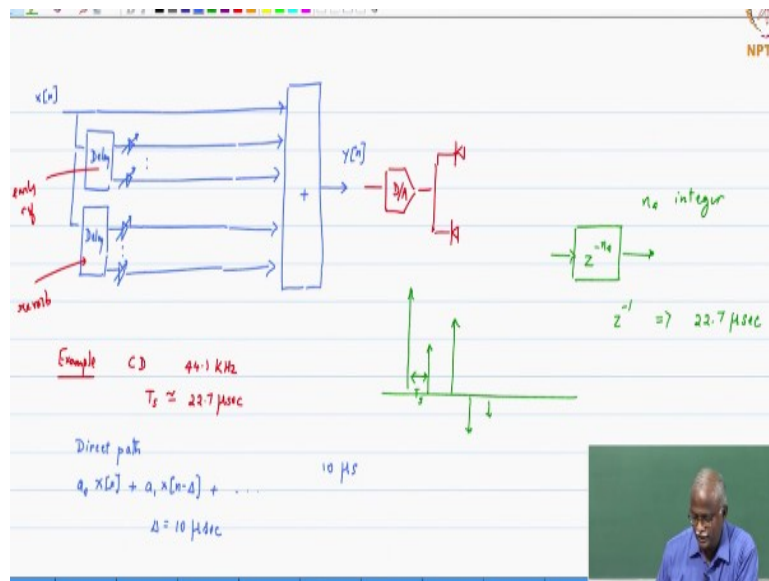 NPT
x[n]
Delay
early
ref
Delay
reverb
+
y[n]
D/A
n₀ integer
z^-n₀
z^-1 => 22.7 μsec
Ts
Example CD 44.1 KHz
Ts ≃ 22.7 μsec
Direct path
a₀ x[n] + a₁ x[n-Δ] + ....
Δ = 10 μsec
10 μs